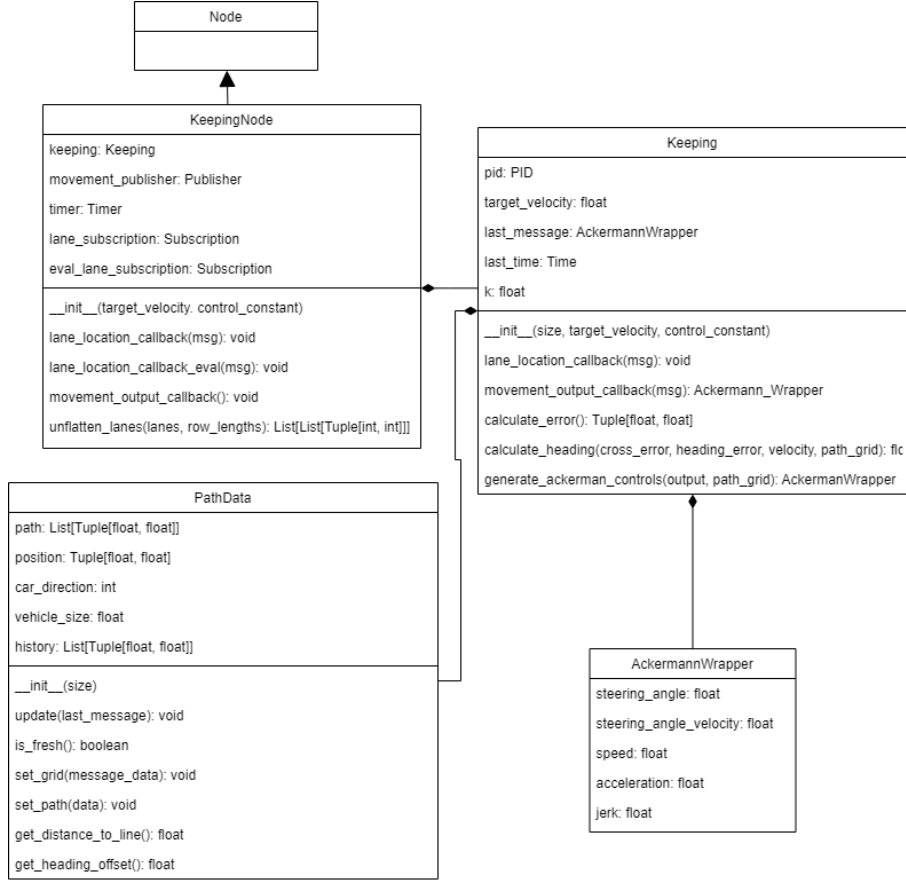 Node
KeepingNode
keeping: Keeping
movement_publisher: Publisher
timer: Timer
lane_subscription: Subscription
eval_lane_subscription: Subscription
__init__(target_velocity. control_constant)
lane_location_callback(msg): void
lane_location_callback_eval(msg): void
movement_output_callback(): void
unflatten_lanes(lanes, row_lengths): List[List[Tuple[int, int]]]
Keeping
pid: PID
target_velocity: float
last_message: AckermannWrapper
last_time: Time
k: float
__init__(size, target_velocity, control_constant)
lane_location_callback(msg): void
movement_output_callback(msg): Ackermann_Wrapper
calculate_error(): Tuple[float, float]
calculate_heading(cross_error, heading_error, velocity, path_grid): flo
generate_ackerman_controls(output, path_grid): AckermanWrapper
PathData
path: List[Tuple[float, float]]
position: Tuple[float, float]
car_direction: int
vehicle_size: float
history: List[Tuple[float, float]]
__init__(size)
update(last_message): void
is_fresh(): boolean
set_grid(message_data): void
set_path(data): void
get_distance_to_line(): float
get_heading_offset(): float
AckermannWrapper
steering_angle: float
steering_angle_velocity: float
speed: float
acceleration: float
jerk: float